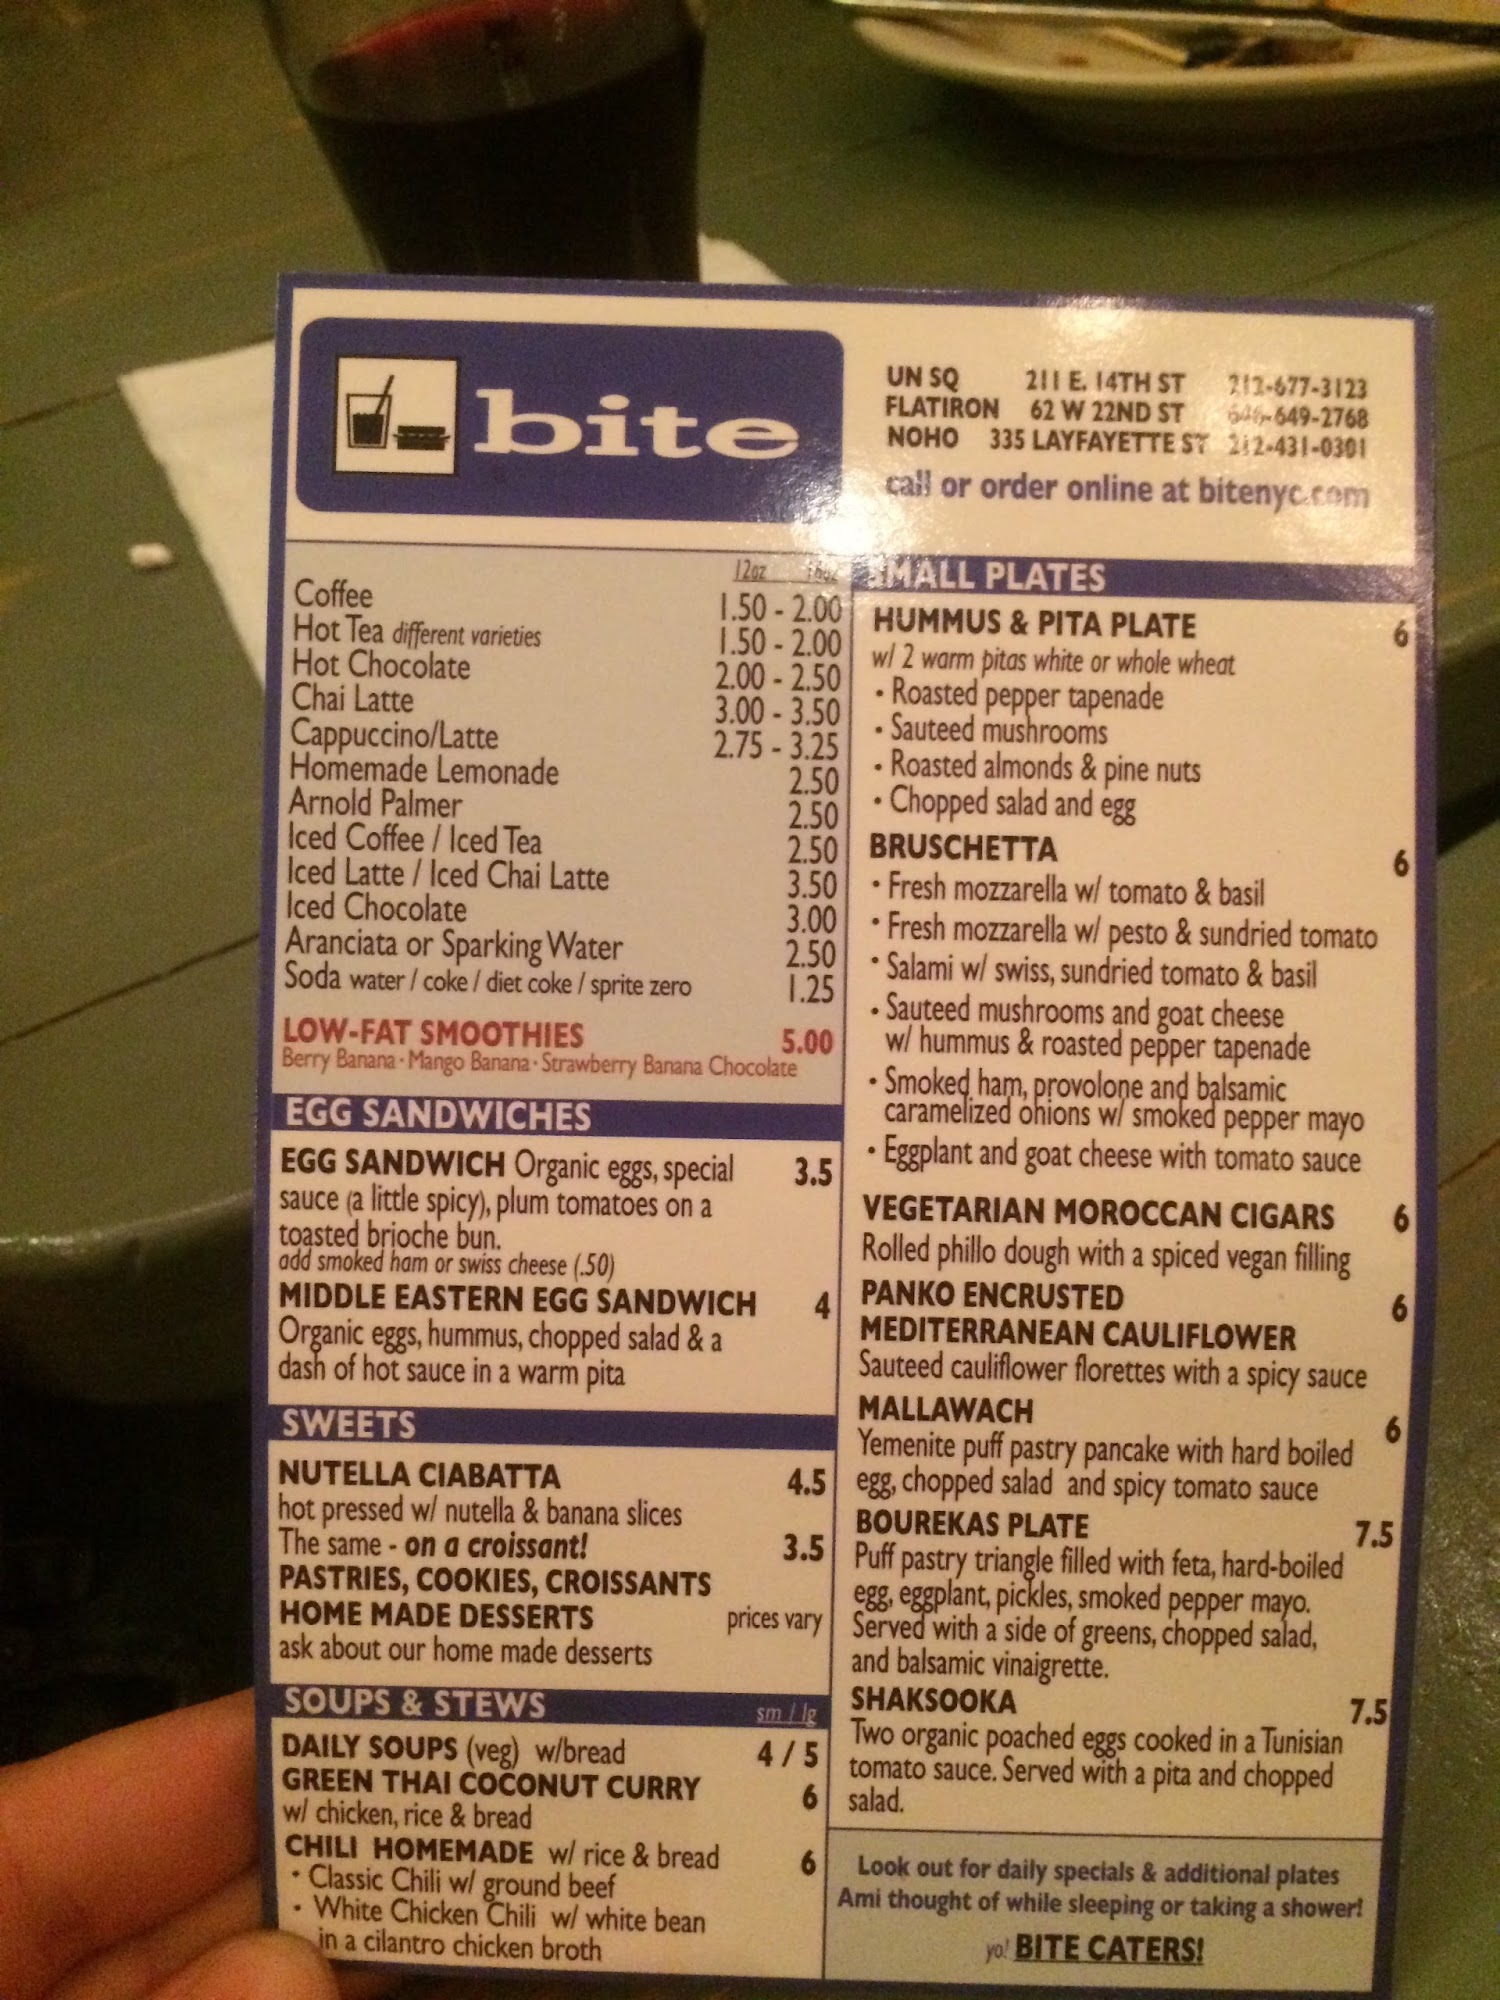 bite
UN SQ 211 E. 14TH ST 212-677-3123
FLATIRON 62 W 22ND ST 646-649-2768
NOHO 335 LAYFAYETTE ST 212-431-0301
call or order online at bitenyc.com
12oz 16oz
Coffee 1.50 - 2.00
Hot Tea different varieties 1.50 - 2.00
Hot Chocolate 2.00 - 2.50
Chai Latte 3.00 - 3.50
Cappuccino/Latte 2.75 - 3.25
Homemade Lemonade 2.50
Arnold Palmer 2.50
Iced Coffee / Iced Tea 2.50
Iced Latte / Iced Chai Latte 3.50
Iced Chocolate 3.00
Aranciata or Sparking Water 2.50
Soda water / coke / diet coke / sprite zero 1.25
LOW-FAT SMOOTHIES 5.00
Berry Banana · Mango Banana · Strawberry Banana Chocolate
EGG SANDWICHES
EGG SANDWICH Organic eggs, special 3.5
sauce (a little spicy), plum tomatoes on a
toasted brioche bun.
add smoked ham or swiss cheese (.50)
MIDDLE EASTERN EGG SANDWICH 4
Organic eggs, hummus, chopped salad & a
dash of hot sauce in a warm pita
SWEETS
NUTELLA CIABATTA 4.5
hot pressed w/ nutella & banana slices
The same - on a croissant! 3.5
PASTRIES, COOKIES, CROISSANTS
HOME MADE DESSERTS prices vary
ask about our home made desserts
SOUPS & STEWS sm / lg
DAILY SOUPS (veg) w/bread 4 / 5
GREEN THAI COCONUT CURRY 6
w/ chicken, rice & bread
CHILI HOMEMADE w/ rice & bread 6
· Classic Chili w/ ground beef
· White Chicken Chili w/ white bean
in a cilantro chicken broth
SMALL PLATES
HUMMUS & PITA PLATE 6
w/ 2 warm pitas white or whole wheat
· Roasted pepper tapenade
· Sauteed mushrooms
· Roasted almonds & pine nuts
· Chopped salad and egg
BRUSCHETTA 6
· Fresh mozzarella w/ tomato & basil
· Fresh mozzarella w/ pesto & sundried tomato
· Salami w/ swiss, sundried tomato & basil
· Sauteed mushrooms and goat cheese
w/ hummus & roasted pepper tapenade
· Smoked ham, provolone and balsamic
caramelized onions w/ smoked pepper mayo
· Eggplant and goat cheese with tomato sauce
VEGETARIAN MOROCCAN CIGARS 6
Rolled phillo dough with a spiced vegan filling
PANKO ENCRUSTED 6
MEDITERRANEAN CAULIFLOWER
Sauteed cauliflower florettes with a spicy sauce
MALLAWACH 6
Yemenite puff pastry pancake with hard boiled
egg, chopped salad and spicy tomato sauce
BOUREKAS PLATE 7.5
Puff pastry triangle filled with feta, hard-boiled
egg, eggplant, pickles, smoked pepper mayo.
Served with a side of greens, chopped salad,
and balsamic vinaigrette.
SHAKSOOKA 7.5
Two organic poached eggs cooked in a Tunisian
tomato sauce. Served with a pita and chopped
salad.
Look out for daily specials & additional plates
Ami thought of while sleeping or taking a shower!
yo! BITE CATERS!